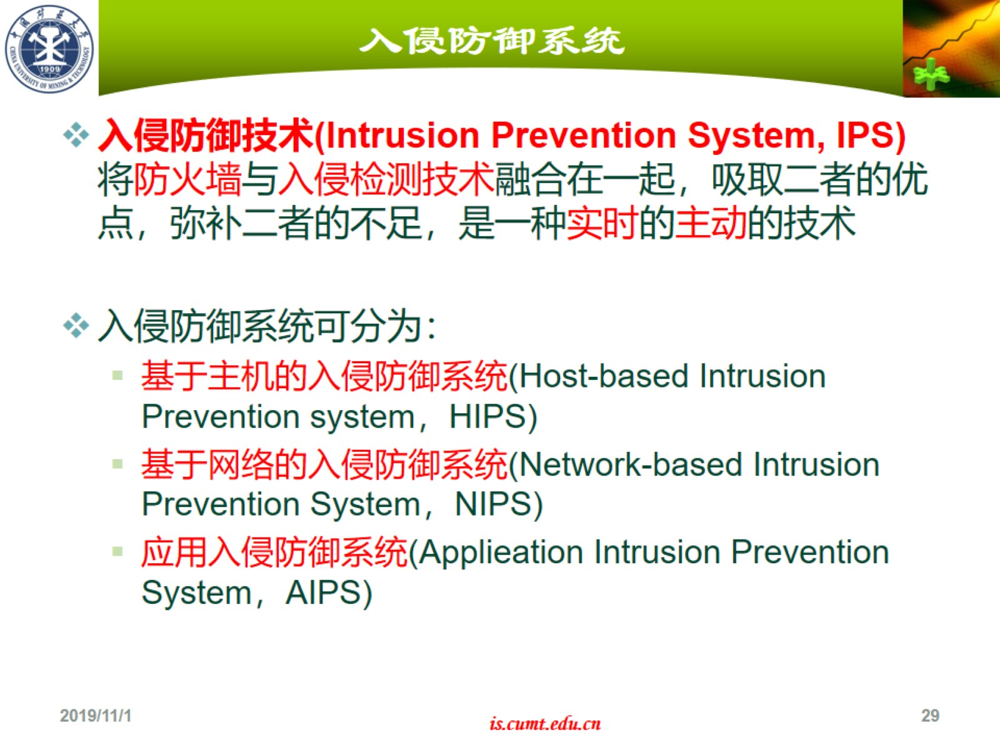 入侵防御系统
中国矿业大学
1909
CHINA UNIVERSITY OF MINING & TECHNOLOGY
入侵防御技术(Intrusion Prevention System, IPS)
将防火墙与入侵检测技术融合在一起，吸取二者的优
点，弥补二者的不足，是一种实时的主动的技术
入侵防御系统可分为：
基于主机的入侵防御系统(Host-based Intrusion
Prevention system，HIPS)
基于网络的入侵防御系统(Network-based Intrusion
Prevention System，NIPS)
应用入侵防御系统(Applieation Intrusion Prevention
System，AIPS)
2019/11/1
is.cumt.edu.cn
29